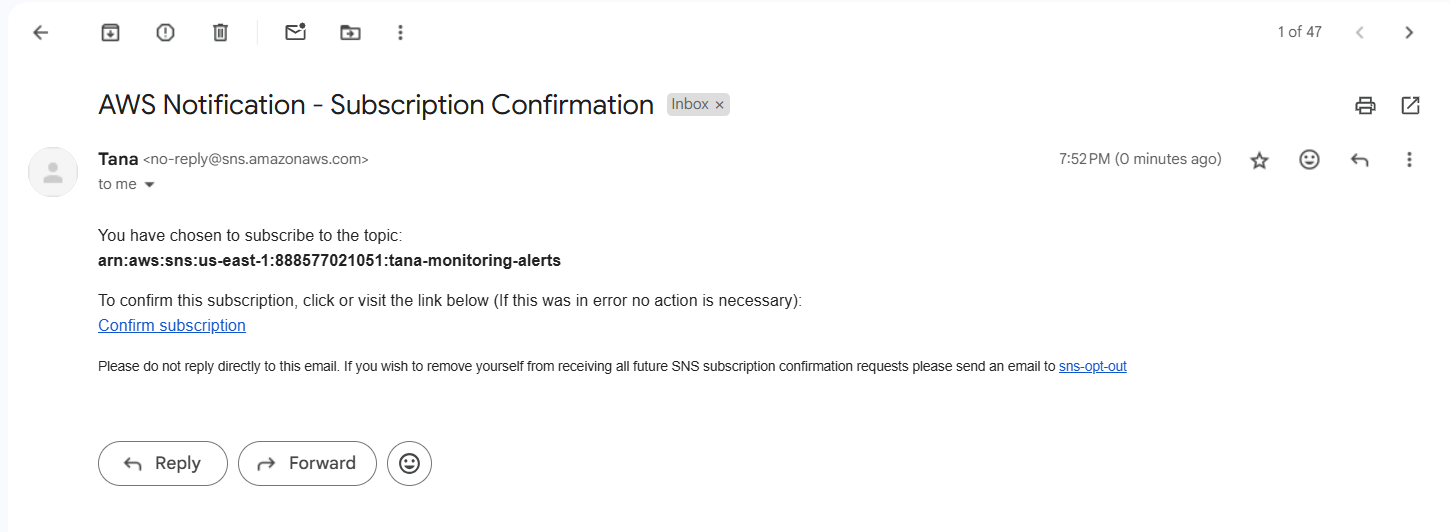 1 of 47
AWS Notification - Subscription Confirmation Inbox ×
Tana <no-reply@sns.amazonaws.com> 7:52 PM (0 minutes ago)
to me
You have chosen to subscribe to the topic:
arn:aws:sns:us-east-1:888577021051:tana-monitoring-alerts
To confirm this subscription, click or visit the link below (If this was in error no action is necessary):
Confirm subscription
Please do not reply directly to this email. If you wish to remove yourself from receiving all future SNS subscription confirmation requests please send an email to sns-opt-out
Reply Forward